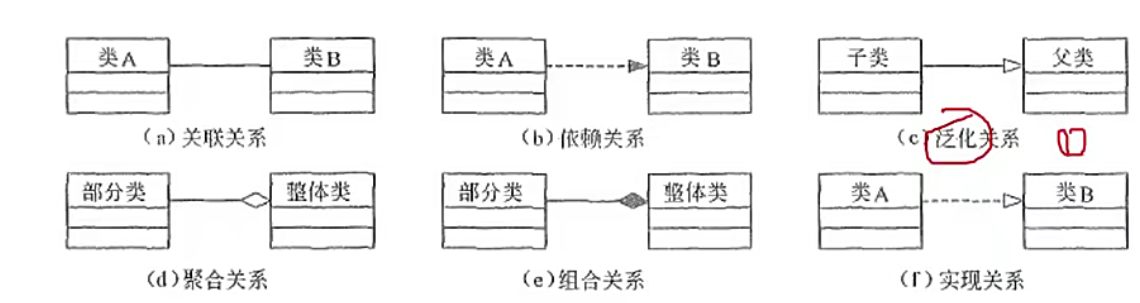 类A 类B 类A 类B 子类 父类
(a)关联关系 (b)依赖关系 (c)泛化关系
部分类 整体类 部分类 整体类 类A 类B
(d)聚合关系 (e)组合关系 (f)实现关系